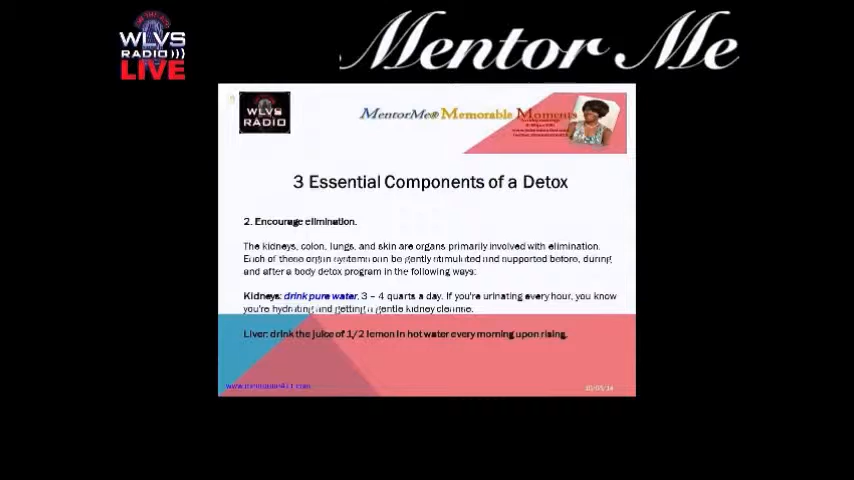 WLVS
RADIO
LIVE
Mentor Me
WLVS
RADIO
MentorMe® Memorable Moments
3 Essential Components of a Detox
2. Encourage elimination.
The kidneys, colon, lungs, and skin are organs primarily involved with elimination.
Each of these organ systems can be gently stimulated and supported before, during
and after a body detox program in the following ways:
Kidneys: drink pure water, 3 – 4 quarts a day. If you're urinating every hour, you know
you're hydrating and getting a gentle kidney cleanse.
Liver: drink the juice of 1/2 lemon in hot water every morning upon rising.